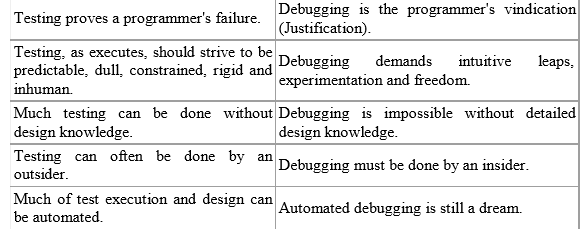 Testing proves a programmer's failure.
Debugging is the programmer's vindication
(Justification).
Testing, as executes, should strive to be
predictable, dull, constrained, rigid and
inhuman.
Debugging demands intuitive leaps,
experimentation and freedom.
Much testing can be done without
design knowledge.
Debugging is impossible without detailed
design knowledge.
Testing can often be done by an
outsider.
Debugging must be done by an insider.
Much of test execution and design can
be automated.
Automated debugging is still a dream.